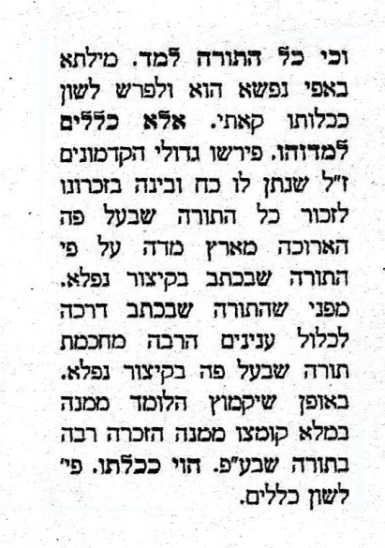 וכי כל התורה למד. מילתא
באפי נפשא הוא ולפרש לשון
ככלותו קאתי. אלא כללים
למדוהו. פירשו גדולי הקדמונים
ז"ל שנתן לו כח ובינה בזכרונו
לזכור כל התורה שבעל פה
הארוכה מארץ מדה על פי
התורה שבכתב בקיצור נפלא.
מפני שהתורה שבכתב דרכה
לכלול ענינים הרבה מחכמת
תורה שבעל פה בקיצור נפלא.
באופן שיקמוץ הלומד ממנה
במלא קומצו ממנה הזכרה רבה
בתורה שבע"פ. הוי ככלתו. פי'
לשון כללים.